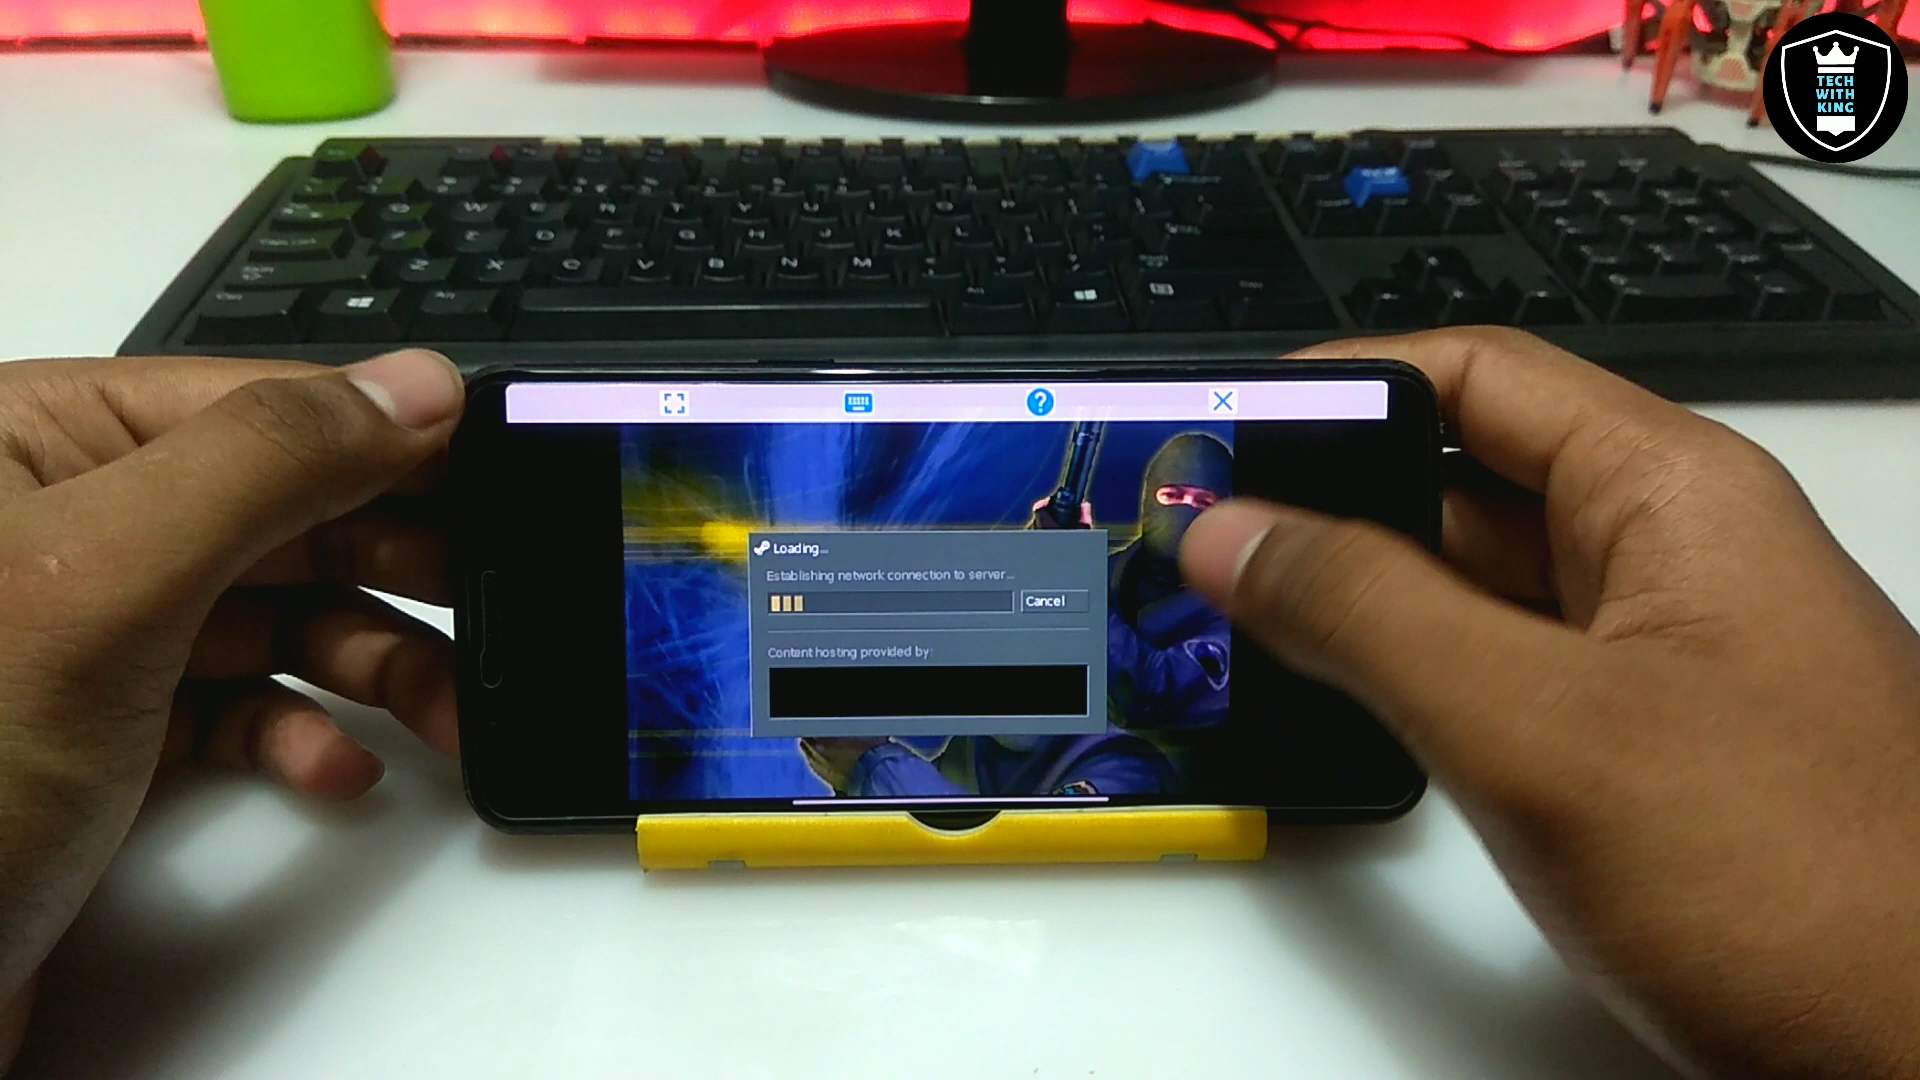 TECH
WITH
KING
W E R T Y U I O P
D F G H J K L
Z X C V B N M
?
Loading...
Establishing network connection to server...
Cancel
Content hosting provided by: